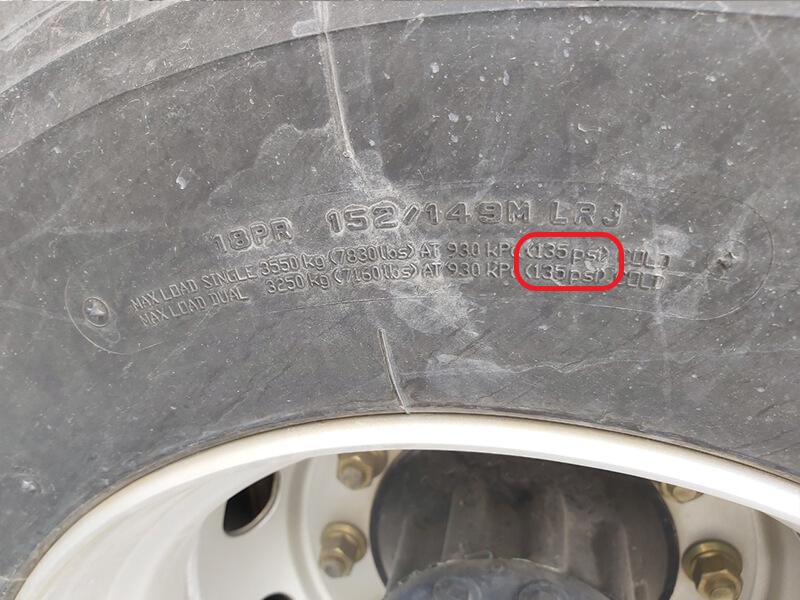 18PR 152/149M LRJ
MAX LOAD SINGLE 3550 kg (7830 lbs) AT 930 KPa (135 psi) COLD
MAX LOAD DUAL 3250 kg (7160 lbs) AT 930 KPa (135 psi) COLD